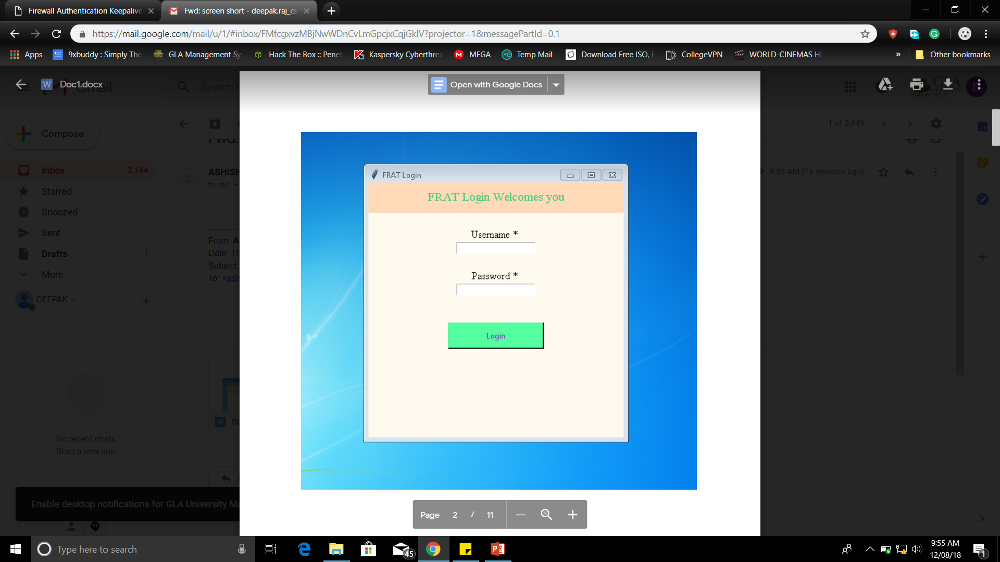 Firewall Authentication Keepalive
Fwd: screen short - deepak.raj_cs
https://mail.google.com/mail/u/1/#inbox/FMfcgxvzMBjNwWDnCvLmGpcjxCqjGklV?projector=1&messagePartId=0.1
Apps
9xbuddy : Simply The
GLA Management Sy
Hack The Box :: Penet
Kaspersky Cyberthrea
MEGA
Temp Mail
Download Free ISO, F
CollegeVPN
WORLD-CINEMAS HD
»
Other bookmarks
W Doc1.docx
Gmail
Open with Google Docs
Compose
1 of 3,449
Inbox 3,164
Starred
Snoozed
Sent
Drafts 1
More
DEEPAK
ASHISH
to me
9:39 AM (16 minutes ago)
----------
From: A
Date: Th
Subject:
To: <ash
FRAT Login
FRAT Login Welcomes you
Username *
Password *
Login
No recent chats
Start a new one
Enable desktop notifications for GLA University Ma
Page 2 / 11
Type here to search
45
9:55 AM
12/08/18
1